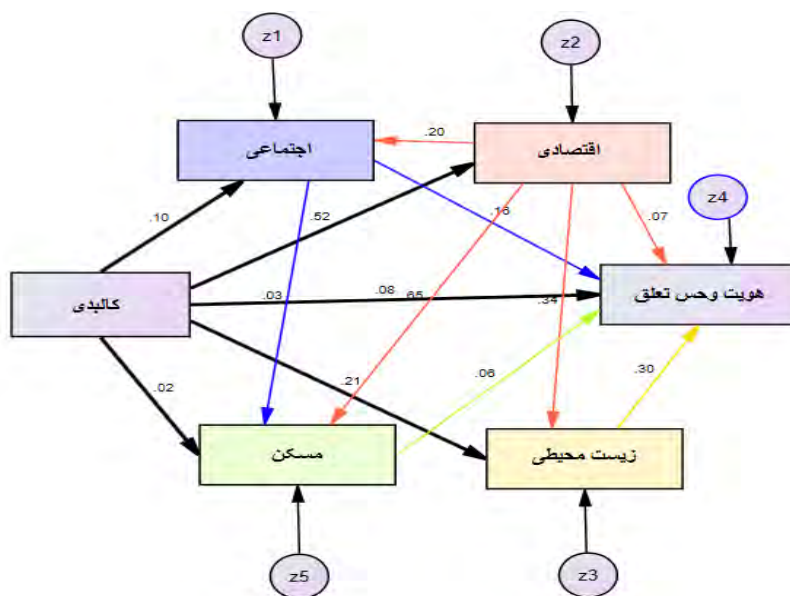 z1
z2
اجتماعی
.20
اقتصادی
.10
.52
.16
.07
z4
کالبدی
.03
.08
.65
.34
هویت وحس تعلق
.02
.21
.06
.30
مسکن
زیست محیطی
z5
z3